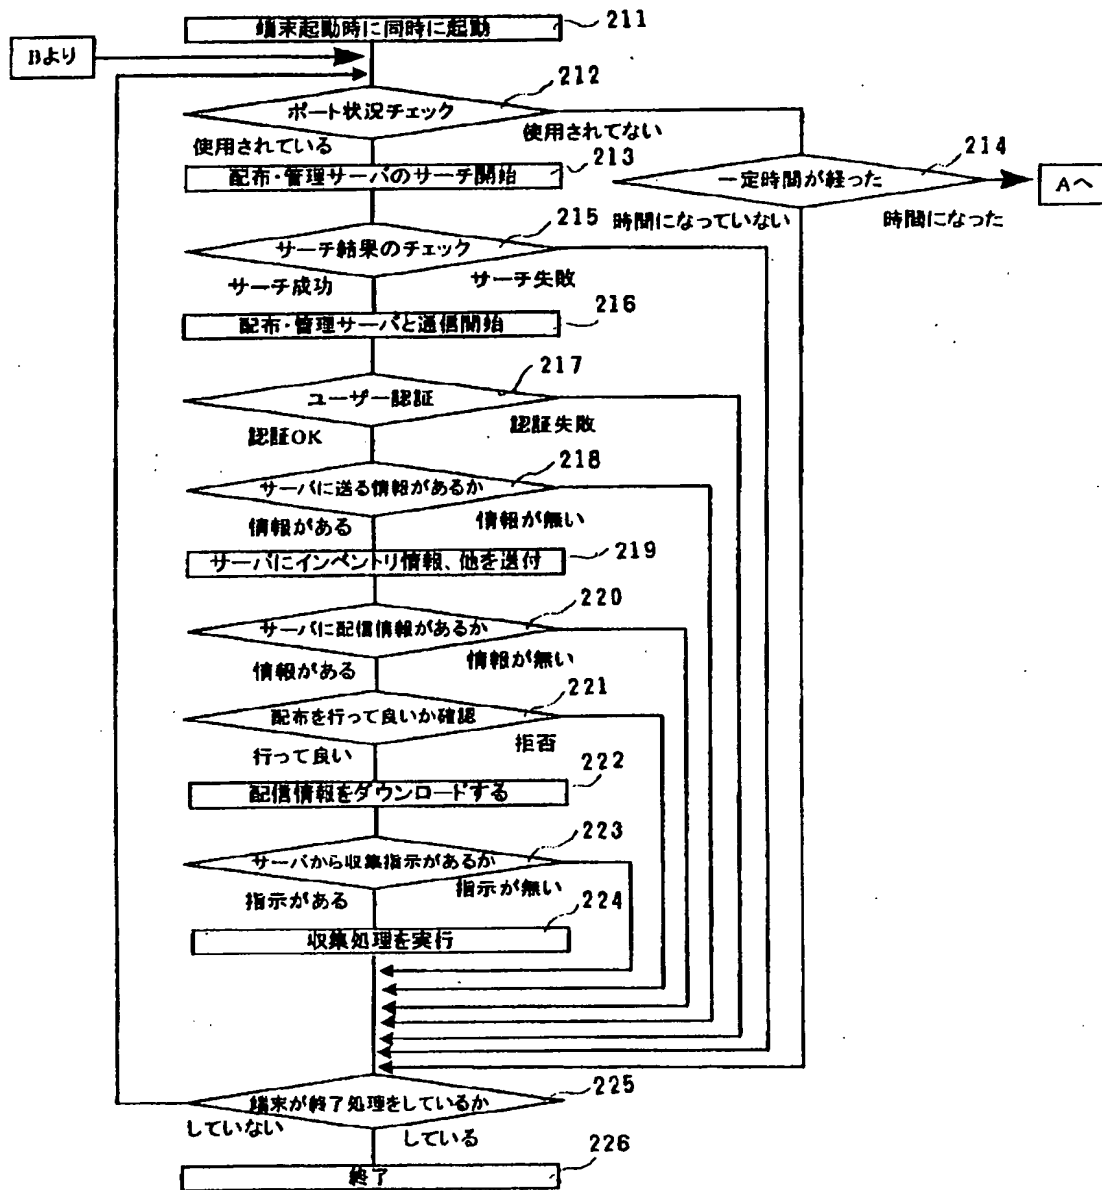 端末起動時に同時に起動
211
Bより
212
ポート状況チェック
使用されている
使用されてない
配布・管理サーバのサーチ開始
213
214
一定時間が経った
Aへ
時間になっていない
時間になった
215
サーチ結果のチェック
サーチ成功
サーチ失敗
216
配布・管理サーバと通信開始
217
ユーザー認証
認証OK
認証失敗
218
サーバに送る情報があるか
情報がある
情報が無い
サーバにインベントリ情報、他を送付
219
220
サーバに配信情報があるか
情報がある
情報が無い
221
配布を行って良いか確認
行って良い
拒否
222
配信情報をダウンロードする
223
サーバから収集指示があるか
指示がある
指示が無い
224
収集処理を実行
225
端末が終了処理をしているか
していない
している
226
終了